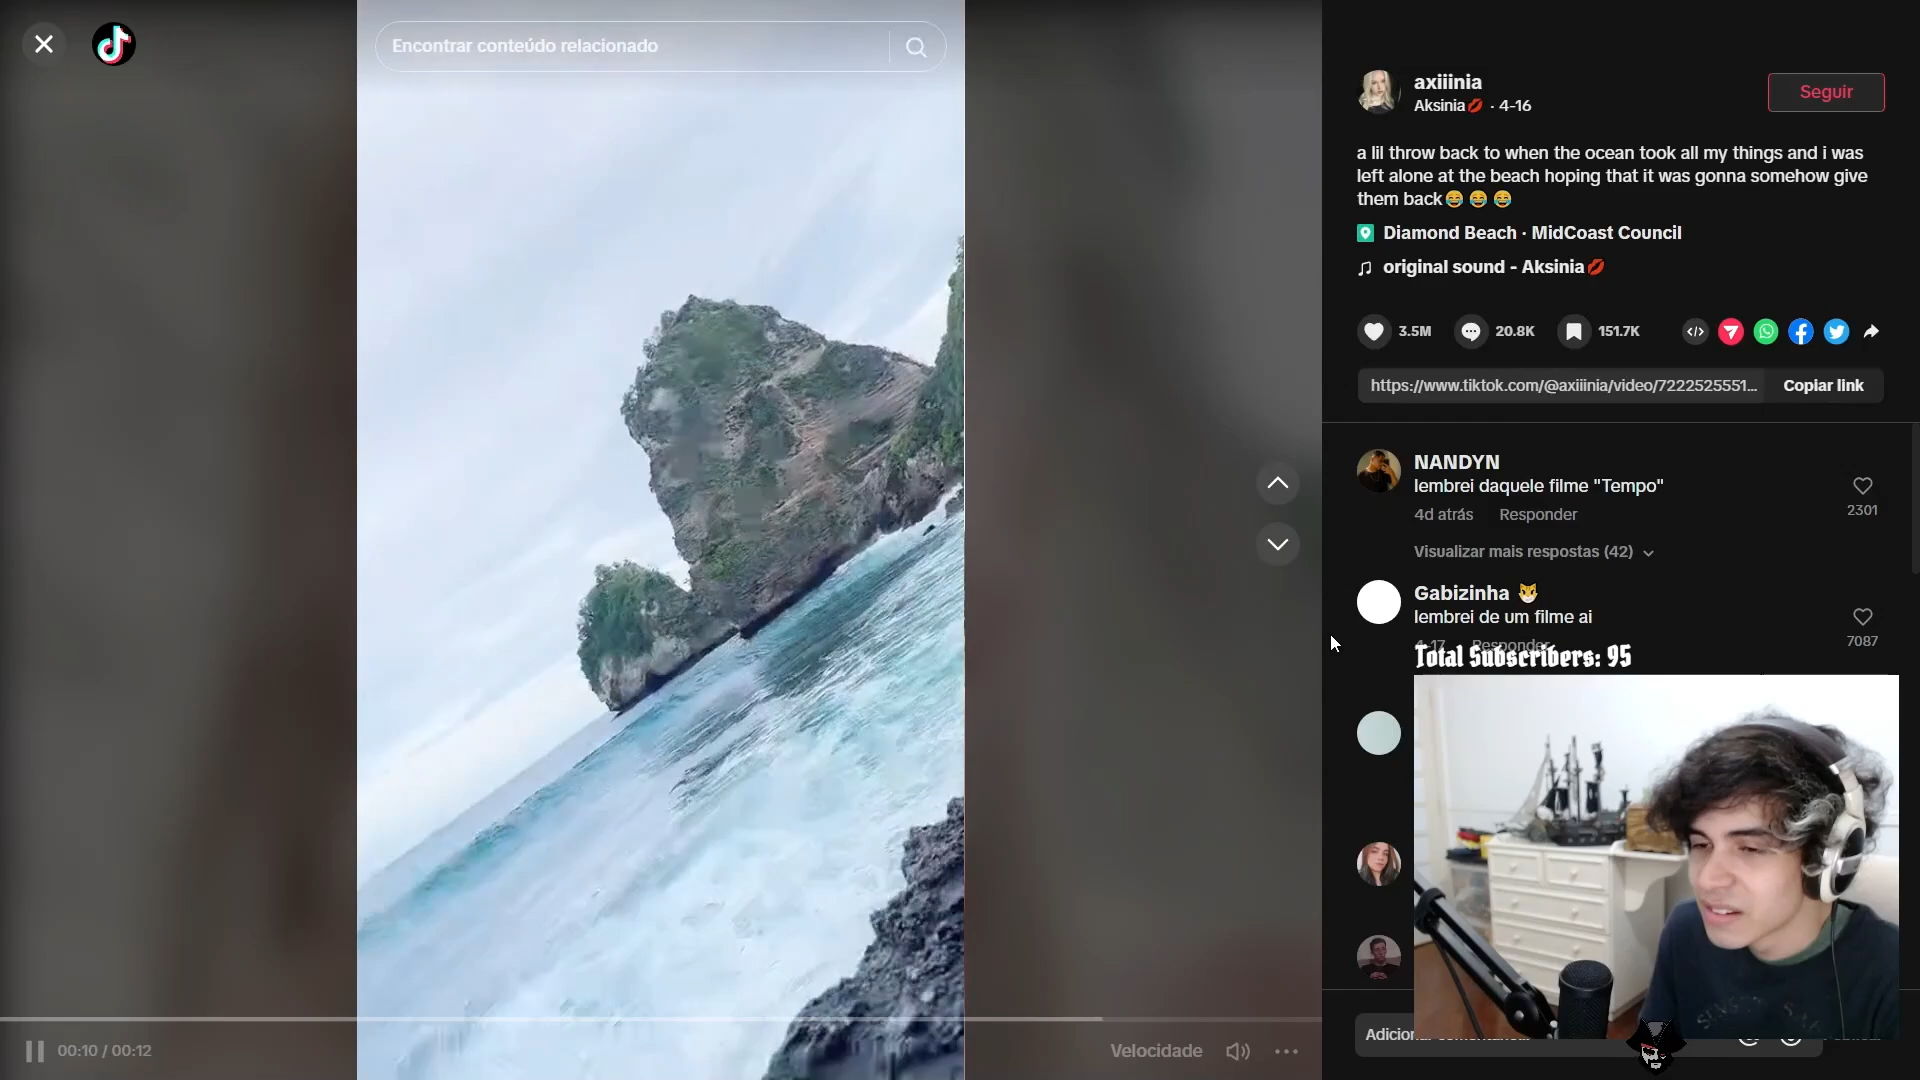 Encontrar conteúdo relacionado
axiiinia
Aksinia💋 · 4-16
Seguir
a lil throw back to when the ocean took all my things and i was
left alone at the beach hoping that it was gonna somehow give
them back😂 😂 😂
Diamond Beach · MidCoast Council
original sound - Aksinia💋
3.5M
20.8K
151.7K
https://www.tiktok.com/@axiiinia/video/7222525551...
Copiar link
NANDYN
lembrei daquele filme "Tempo"
4d atrás
Responder
2301
Visualizar mais respostas (42)
Gabizinha 🐯
lembrei de um filme ai
4-17
Responder
7087
Total Subscribers: 95
00:10 / 00:12
Velocidade